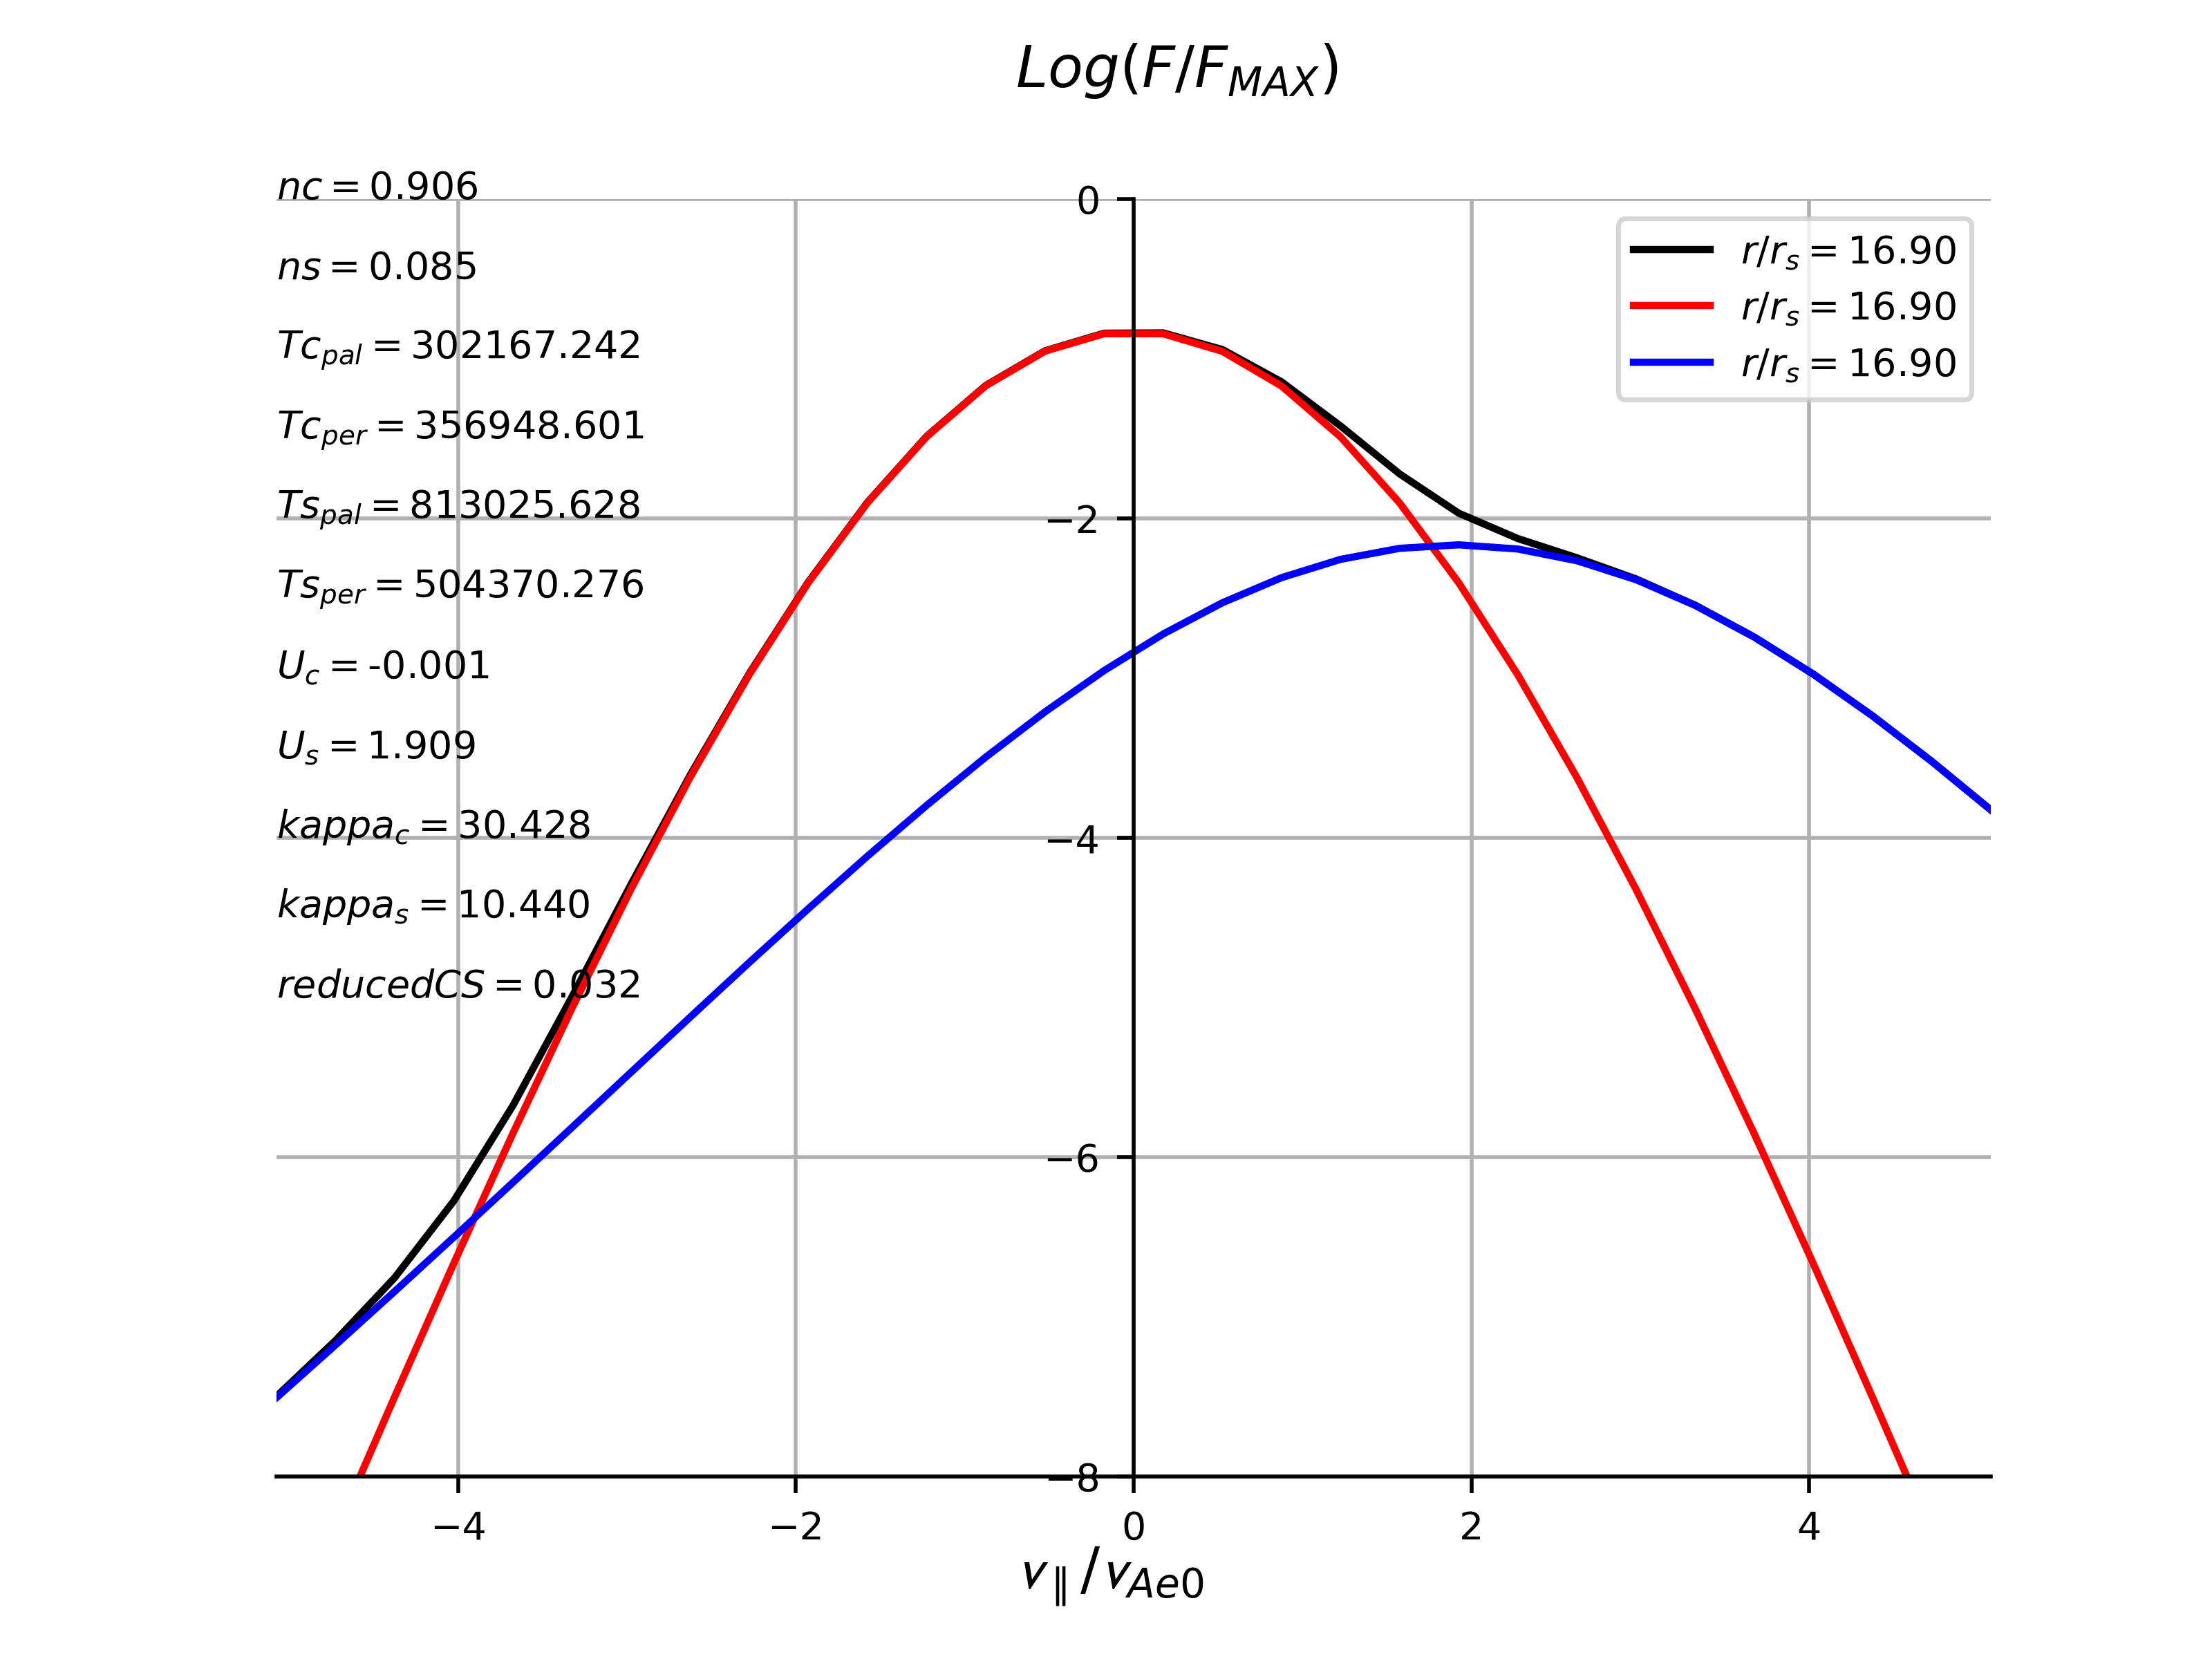 Log(F/F_MAX)
nc = 0.906
ns = 0.085
Tc_pal = 302167.242
Tc_per = 356948.601
Ts_pal = 813025.628
Ts_per = 504370.276
U_c = -0.001
U_s = 1.909
kappa_c = 30.428
kappa_s = 10.440
reducedCS = 0.032
r/r_s = 16.90
r/r_s = 16.90
r/r_s = 16.90
0
−2
−4
−6
−8
−4 −2 0 2 4
v_∥/v_Ae0